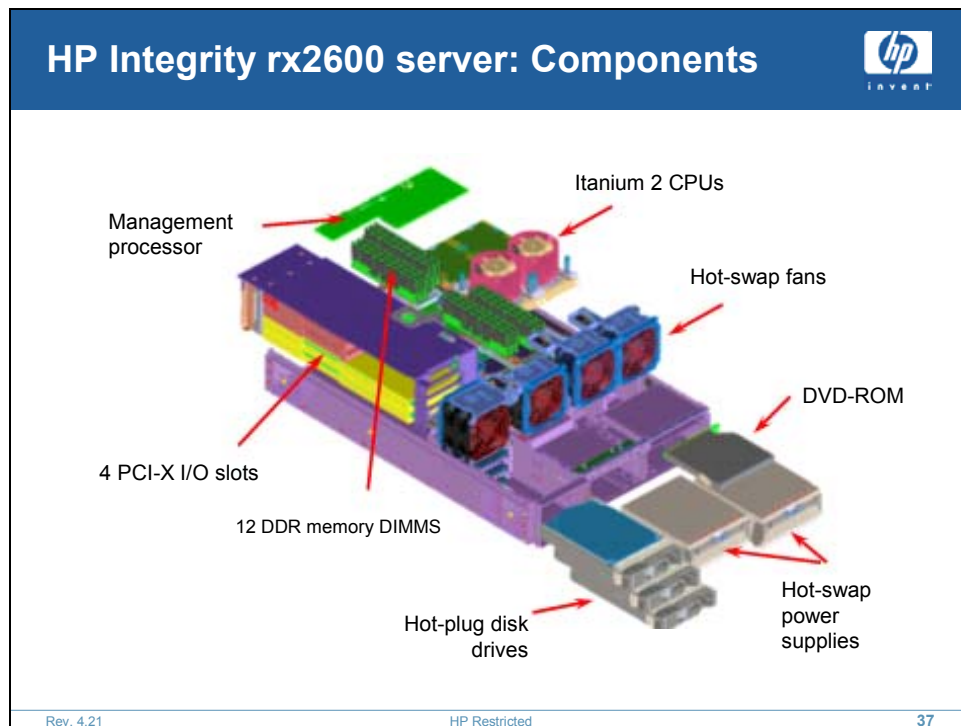 HP Integrity rx2600 server: Components
hp
invent
Itanium 2 CPUs
Management
processor
Hot-swap fans
DVD-ROM
4 PCI-X I/O slots
12 DDR memory DIMMS
Hot-swap
power
supplies
Hot-plug disk
drives
Rev. 4.21
HP Restricted
37